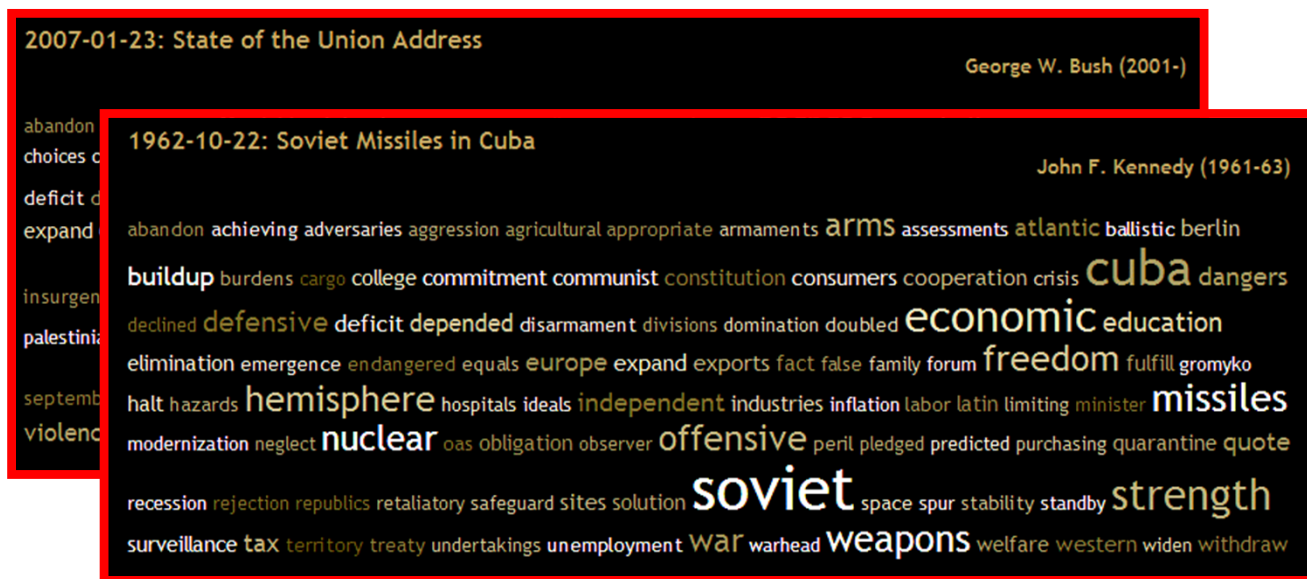 2007-01-23: State of the Union Address
George W. Bush (2001-)
abandon
choices
deficit
expand
palestinia
violenc
1962-10-22: Soviet Missiles in Cuba
John F. Kennedy (1961-63)
abandon achieving adversaries aggression agricultural appropriate armaments arms assessments atlantic ballistic berlin
buildup burdens cargo college commitment communist constitution consumers cooperation crisis cuba dangers
declined defensive deficit depended disarmament divisions domination doubled economic education
elimination emergence endangered equals europe expand exports fact false family forum freedom fulfill gromyko
halt hazards hemisphere hospitals ideals independent industries inflation labor latin limiting minister missiles
modernization neglect nuclear oas obligation observer offensive peril pledged predicted purchasing quarantine quote
recession rejection republics retaliatory safeguard sites solution soviet space spur stability standby strength
surveillance tax territory treaty undertakings unemployment war warhead weapons welfare western widen withdraw